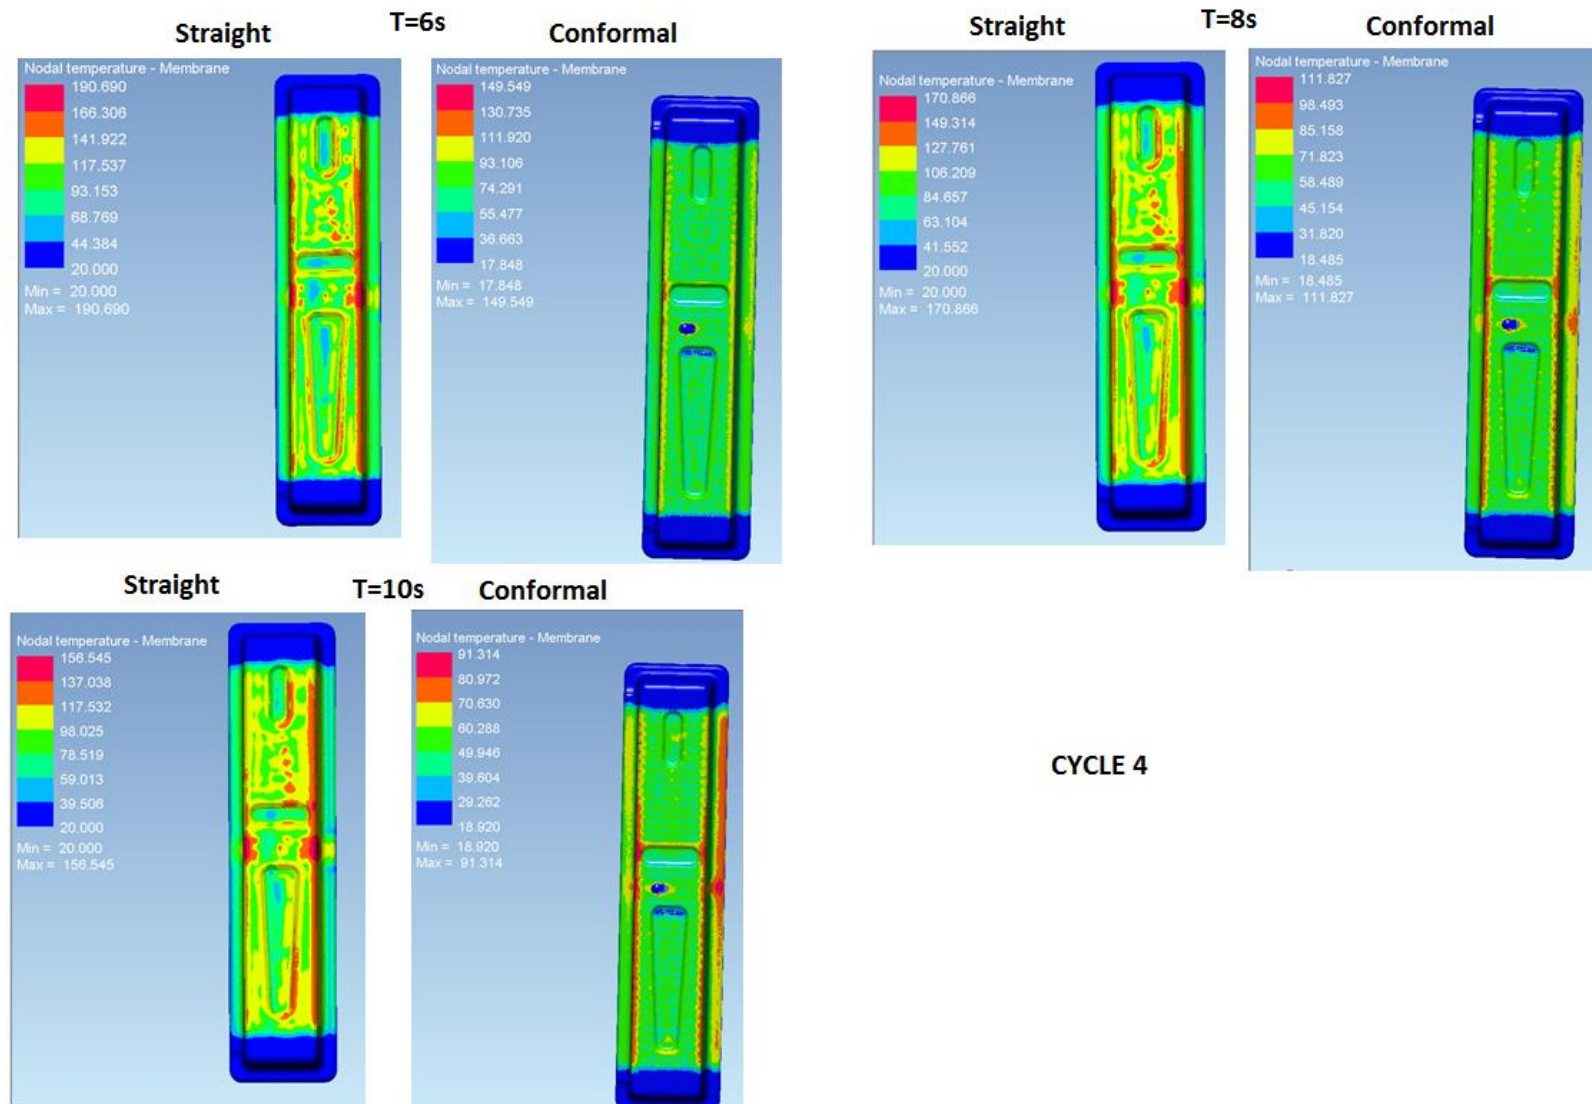 T=6s
Straight
Conformal
Nodal temperature - Membrane
190.690
166.306
141.922
117.537
93.153
68.769
44.384
20.000
Min = 20.000
Max = 190.690
Nodal temperature - Membrane
149.549
130.735
111.920
93.106
74.291
55.477
36.663
17.848
Min = 17.848
Max = 149.549
T=8s
Straight
Conformal
Nodal temperature - Membrane
170.866
149.314
127.761
106.209
84.657
63.104
41.552
20.000
Min = 20.000
Max = 170.866
Nodal temperature - Membrane
111.827
98.493
85.158
71.823
58.489
45.154
31.820
18.485
Min = 18.485
Max = 111.827
Straight
T=10s
Conformal
Nodal temperature - Membrane
156.545
137.038
117.532
98.025
78.519
59.013
39.506
20.000
Min = 20.000
Max = 156.545
Nodal temperature - Membrane
91.314
80.972
70.630
60.288
49.946
39.604
29.262
18.920
Min = 18.920
Max = 91.314
CYCLE 4